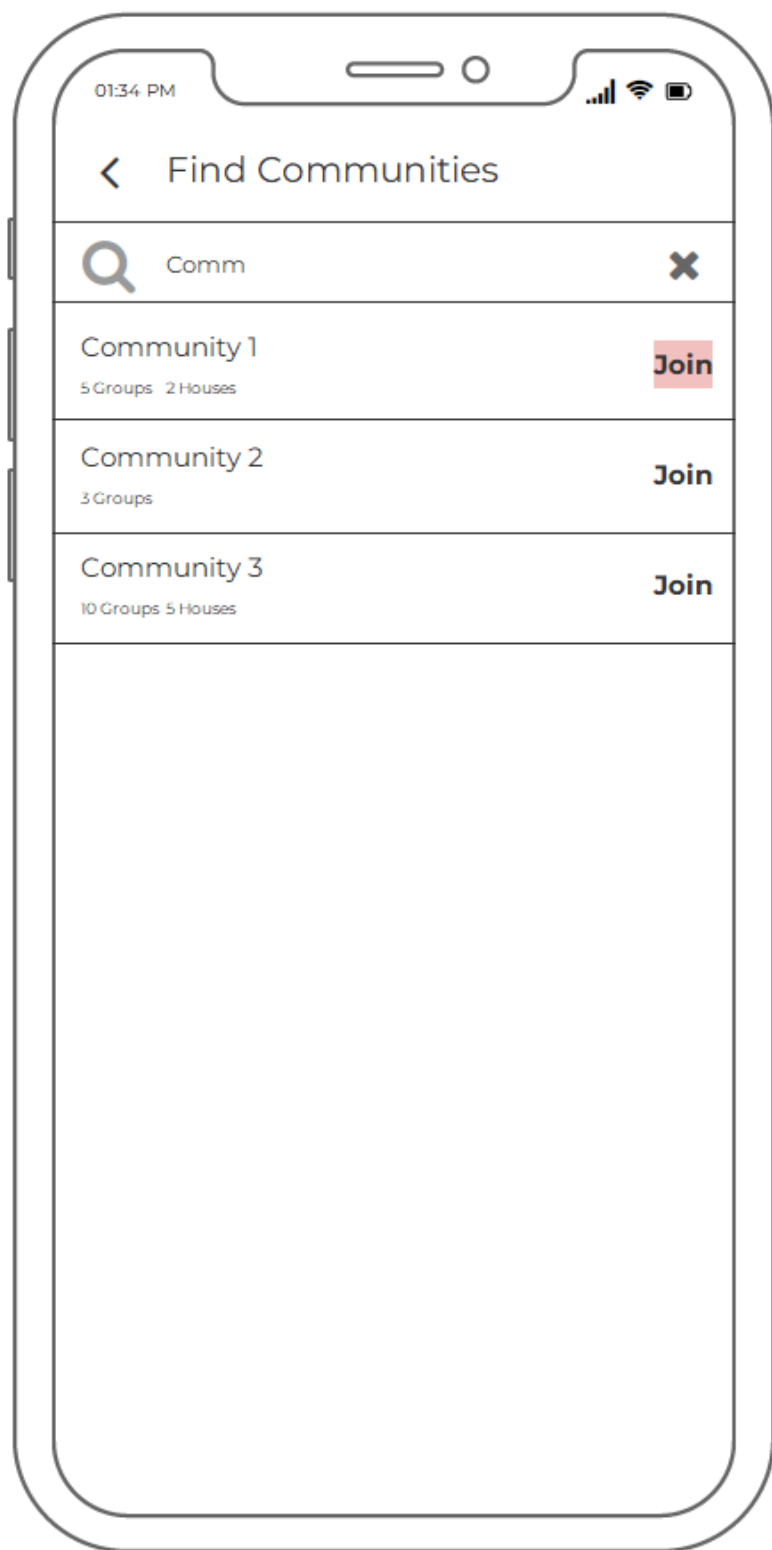 01:34 PM
Find Communities
Comm
Community 1
Join
5 Groups 2 Houses
Community 2
Join
3 Groups
Community 3
Join
10 Groups 5 Houses